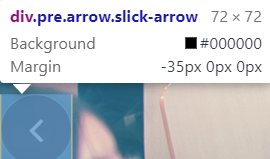 div.pre.arrow.slick-arrow 72 × 72
Background #000000
Margin -35px 0px 0px